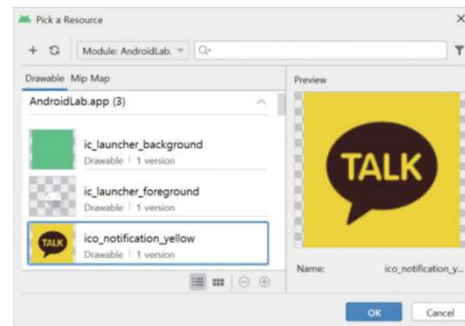 Pick a Resource
Module: AndroidLab.
Drawable Mip Map
AndroidLab.app (3)
ic_launcher_background
Drawable | 1 version
ic_launcher_foreground
Drawable | 1 version
TALK
ico_notification_yellow
Drawable | 1 version
Preview
TALK
Name: ico_notification_y...
OK Cancel